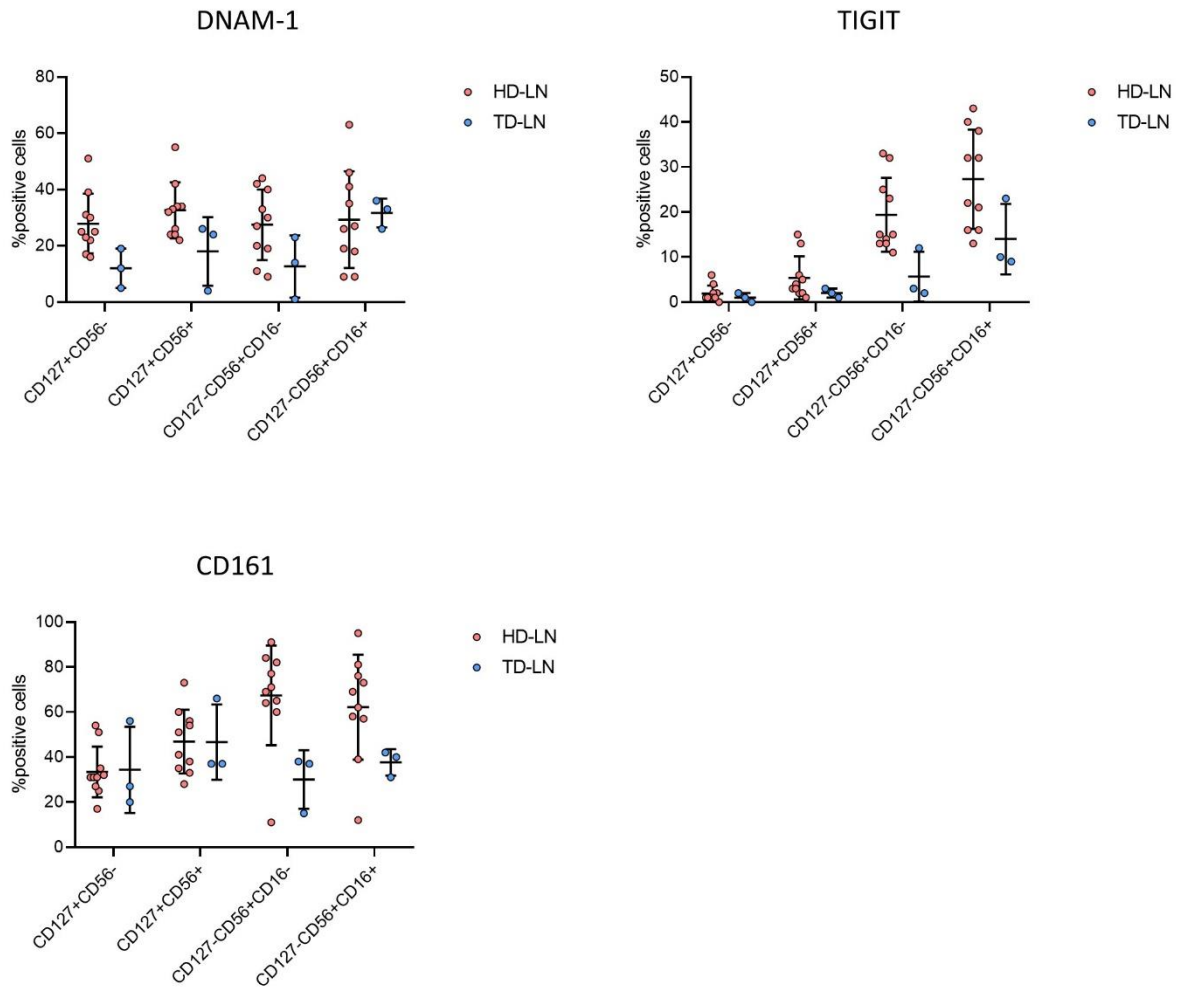 DNAM-1
80
60
40
20
0
%positive cells
HD-LN
TD-LN
CD127+CD56-
CD127+CD56+
CD127-CD56+CD16-
CD127-CD56+CD16+
TIGIT
50
40
30
20
10
0
%positive cells
HD-LN
TD-LN
CD127+CD56-
CD127+CD56+
CD127-CD56+CD16-
CD127-CD56+CD16+
CD161
100
80
60
40
20
0
%positive cells
HD-LN
TD-LN
CD127+CD56-
CD127+CD56+
CD127-CD56+CD16-
CD127-CD56+CD16+